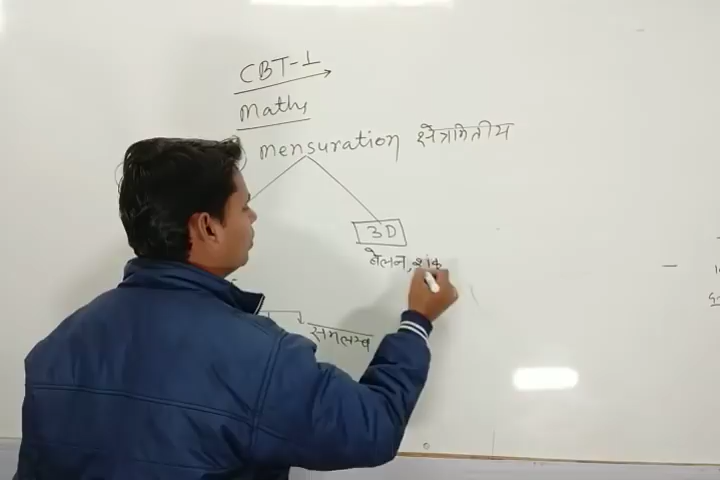 CBT-1
Maths
mensuration क्षेत्रमितीय
3D
बेलन,
समलम्ब